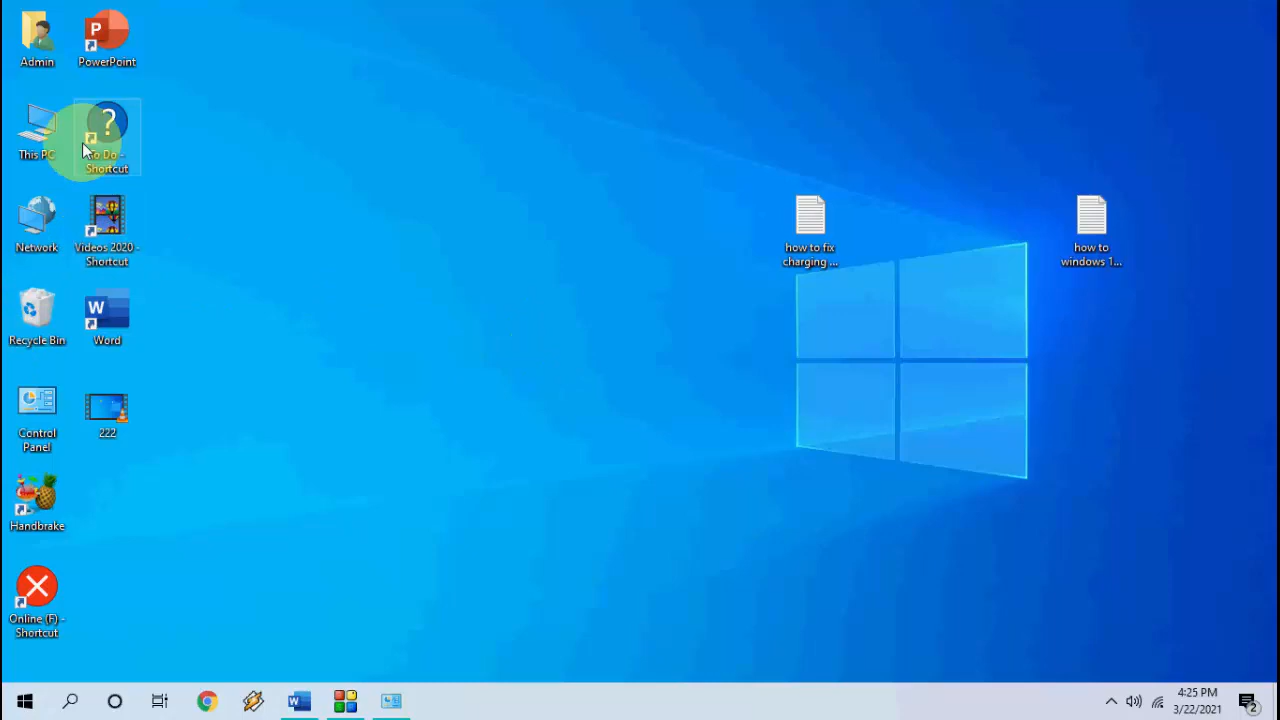 Admin
PowerPoint
This PC
To Do -
Shortcut
Network
Videos 2020 -
Shortcut
how to fix
charging ...
how to
windows 1...
Recycle Bin
Word
Control
Panel
222
Handbrake
Online (F) -
Shortcut
4:25 PM
3/22/2021
2